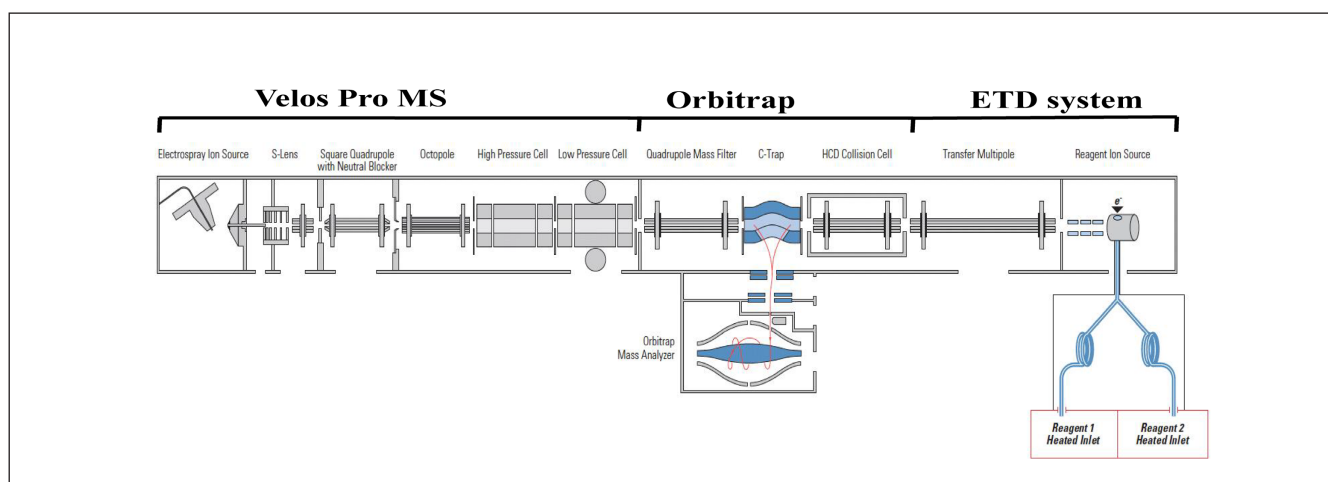 Velos Pro MS
Orbitrap
ETD system
Electrospray Ion Source
S-Lens
Square Quadrupole
with Neutral Blocker
Octopole
High Pressure Cell
Low Pressure Cell
Quadrupole Mass Filter
C-Trap
HCD Collision Cell
Transfer Multipole
Reagent Ion Source
e-
Orbitrap
Mass Analyzer
Reagent 1
Heated Inlet
Reagent 2
Heated Inlet